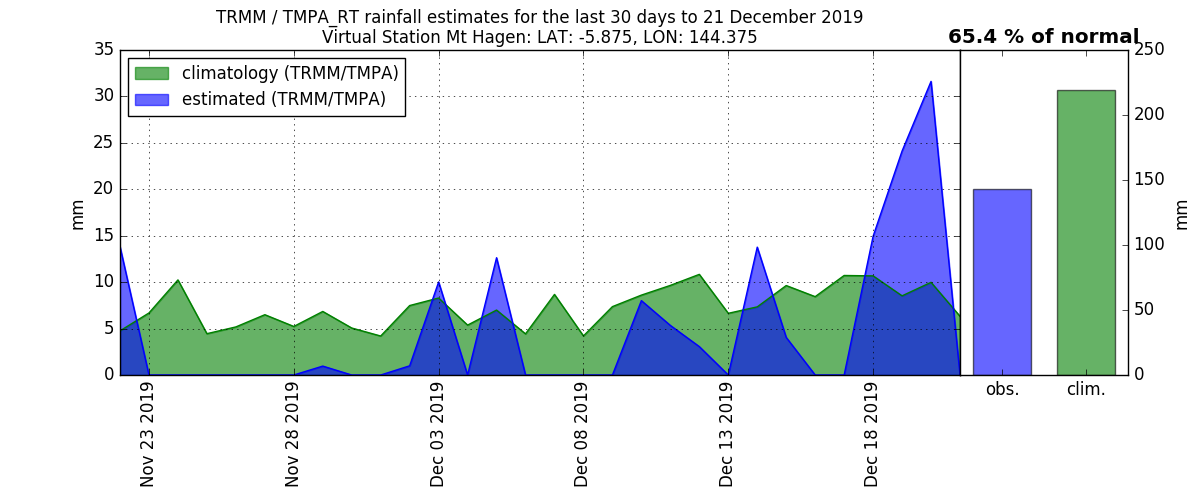 TRMM / TMPA_RT rainfall estimates for the last 30 days to 21 December 2019
Virtual Station Mt Hagen: LAT: -5.875, LON: 144.375
65.4 % of normal
climatology (TRMM/TMPA)
estimated (TRMM/TMPA)
35
30
25
20
15
10
5
0
mm
Nov 23 2019
Nov 28 2019
Dec 03 2019
Dec 08 2019
Dec 13 2019
Dec 18 2019
obs.
clim.
250
200
150
100
50
0
mm